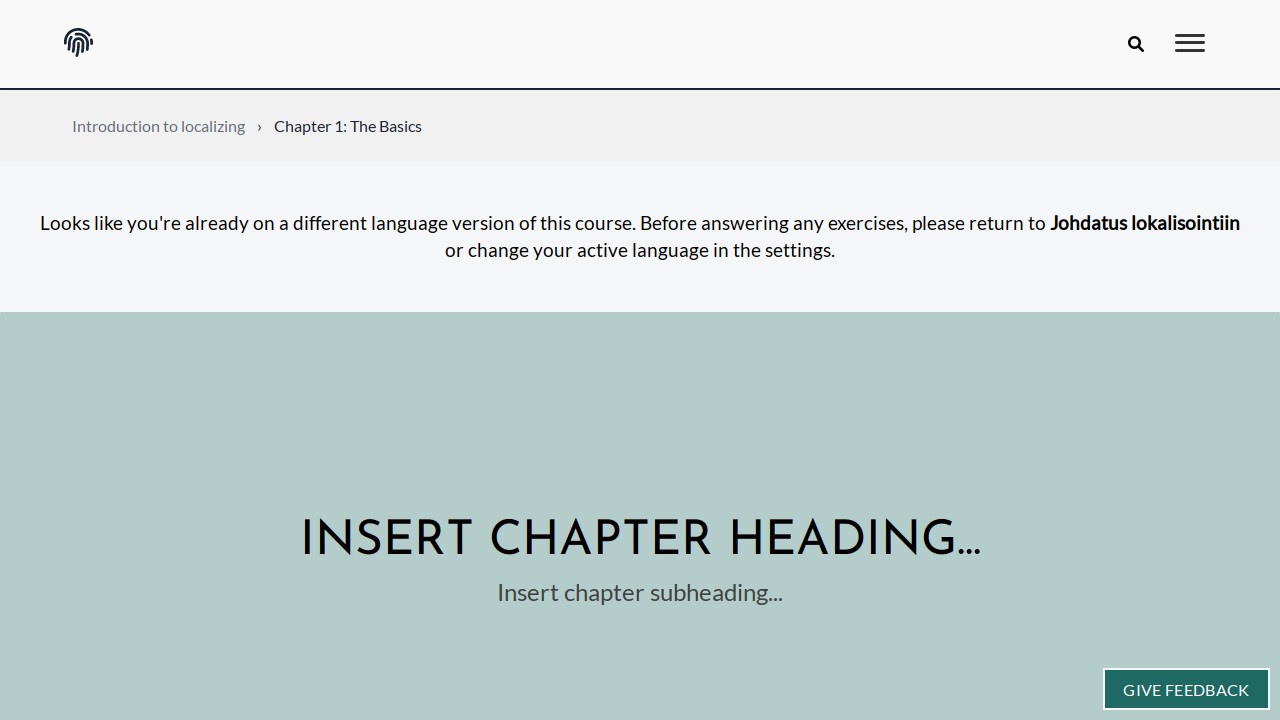 Introduction to localizing › Chapter 1: The Basics
Looks like you're already on a different language version of this course. Before answering any exercises, please return to Johdatus lokalisointiin
or change your active language in the settings.
INSERT CHAPTER HEADING...
Insert chapter subheading...
GIVE FEEDBACK